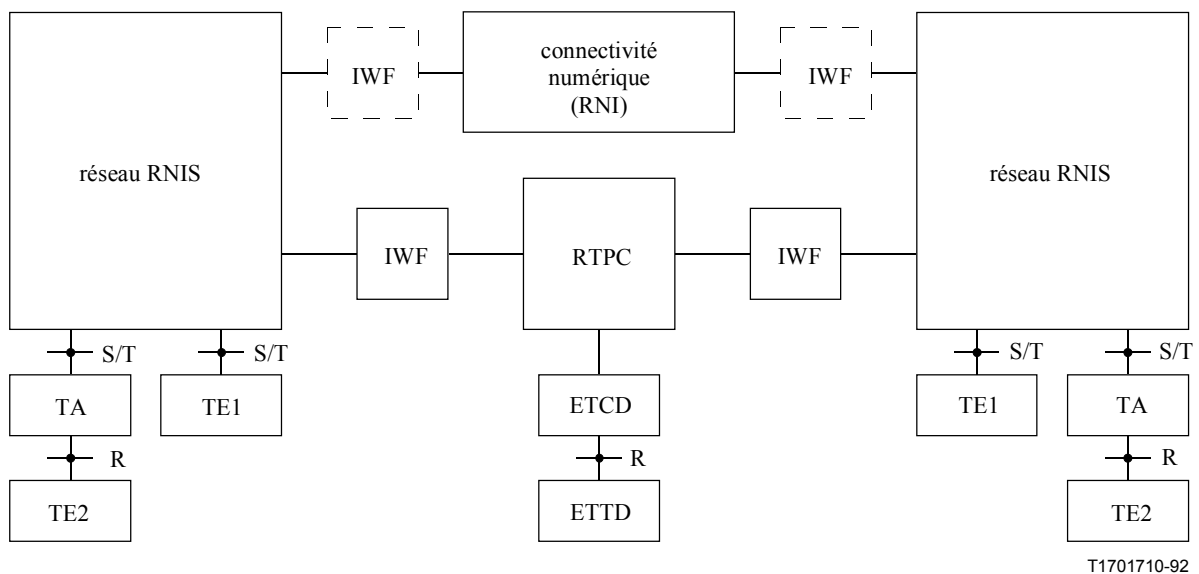 IWF
connectivité
numérique
(RNI)
IWF
réseau RNIS
réseau RNIS
IWF
RTPC
IWF
S/T
S/T
S/T
S/T
TA
TE1
ETCD
TE1
TA
R
R
R
TE2
ETTD
TE2
T1701710-92